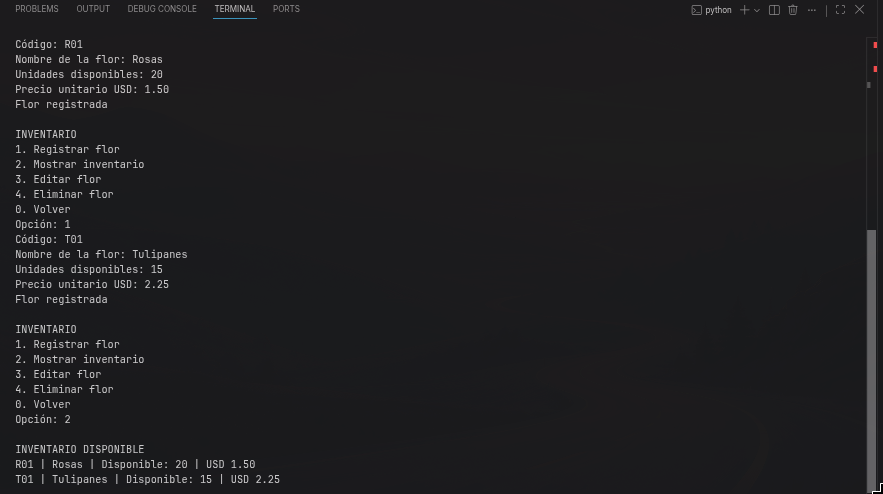 PROBLEMS OUTPUT DEBUG CONSOLE TERMINAL PORTS python
Código: R01
Nombre de la flor: Rosas
Unidades disponibles: 20
Precio unitario USD: 1.50
Flor registrada
INVENTARIO
1. Registrar flor
2. Mostrar inventario
3. Editar flor
4. Eliminar flor
0. Volver
Opción: 1
Código: T01
Nombre de la flor: Tulipanes
Unidades disponibles: 15
Precio unitario USD: 2.25
Flor registrada
INVENTARIO
1. Registrar flor
2. Mostrar inventario
3. Editar flor
4. Eliminar flor
0. Volver
Opción: 2
INVENTARIO DISPONIBLE
R01 | Rosas | Disponible: 20 | USD 1.50
T01 | Tulipanes | Disponible: 15 | USD 2.25